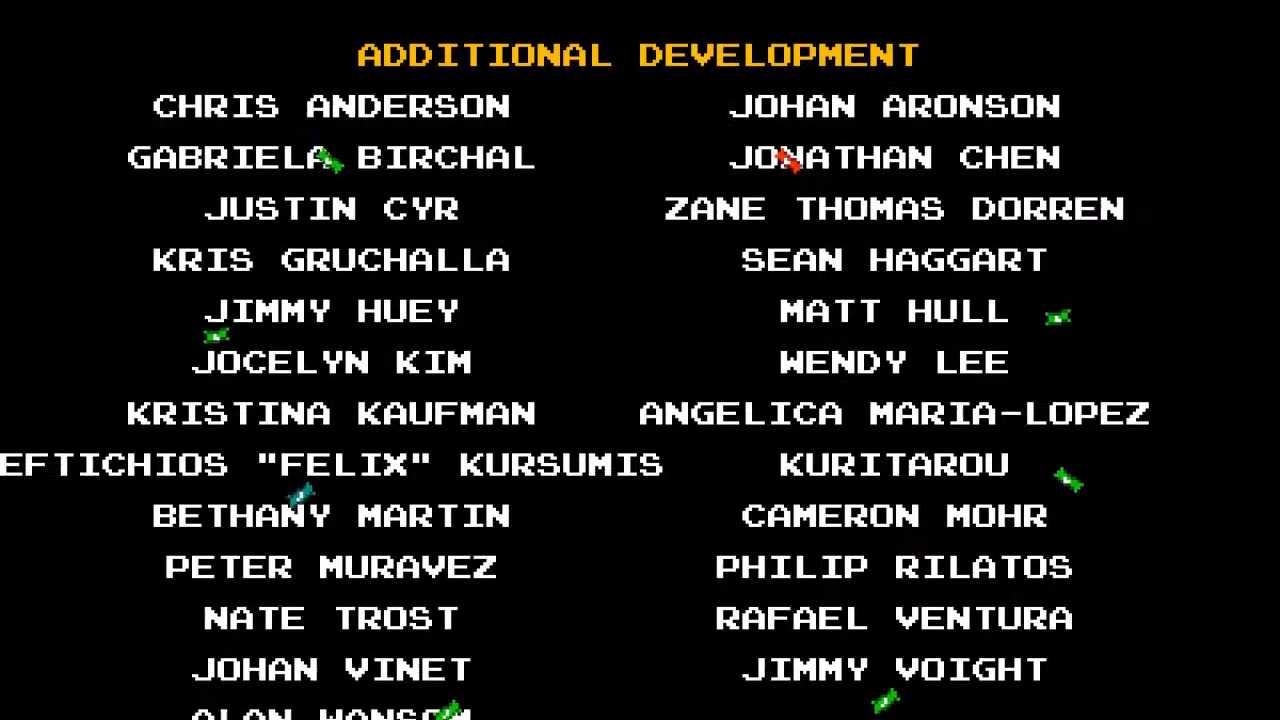 ADDITIONAL DEVELOPMENT
CHRIS ANDERSON JOHAN ARONSON
GABRIELA BIRCHAL JONATHAN CHEN
JUSTIN CYR ZANE THOMAS DORREN
KRIS GRUCHALLA SEAN HAGGART
JIMMY HUEY MATT HULL
JOCELYN KIM WENDY LEE
KRISTINA KAUFMAN ANGELICA MARIA-LOPEZ
EFTICHIOS "FELIX" KURSUMIS KURITAROU
BETHANY MARTIN CAMERON MOHR
PETER MURAVEZ PHILIP RILATOS
NATE TROST RAFAEL VENTURA
JOHAN VINET JIMMY VOIGHT
ALAN